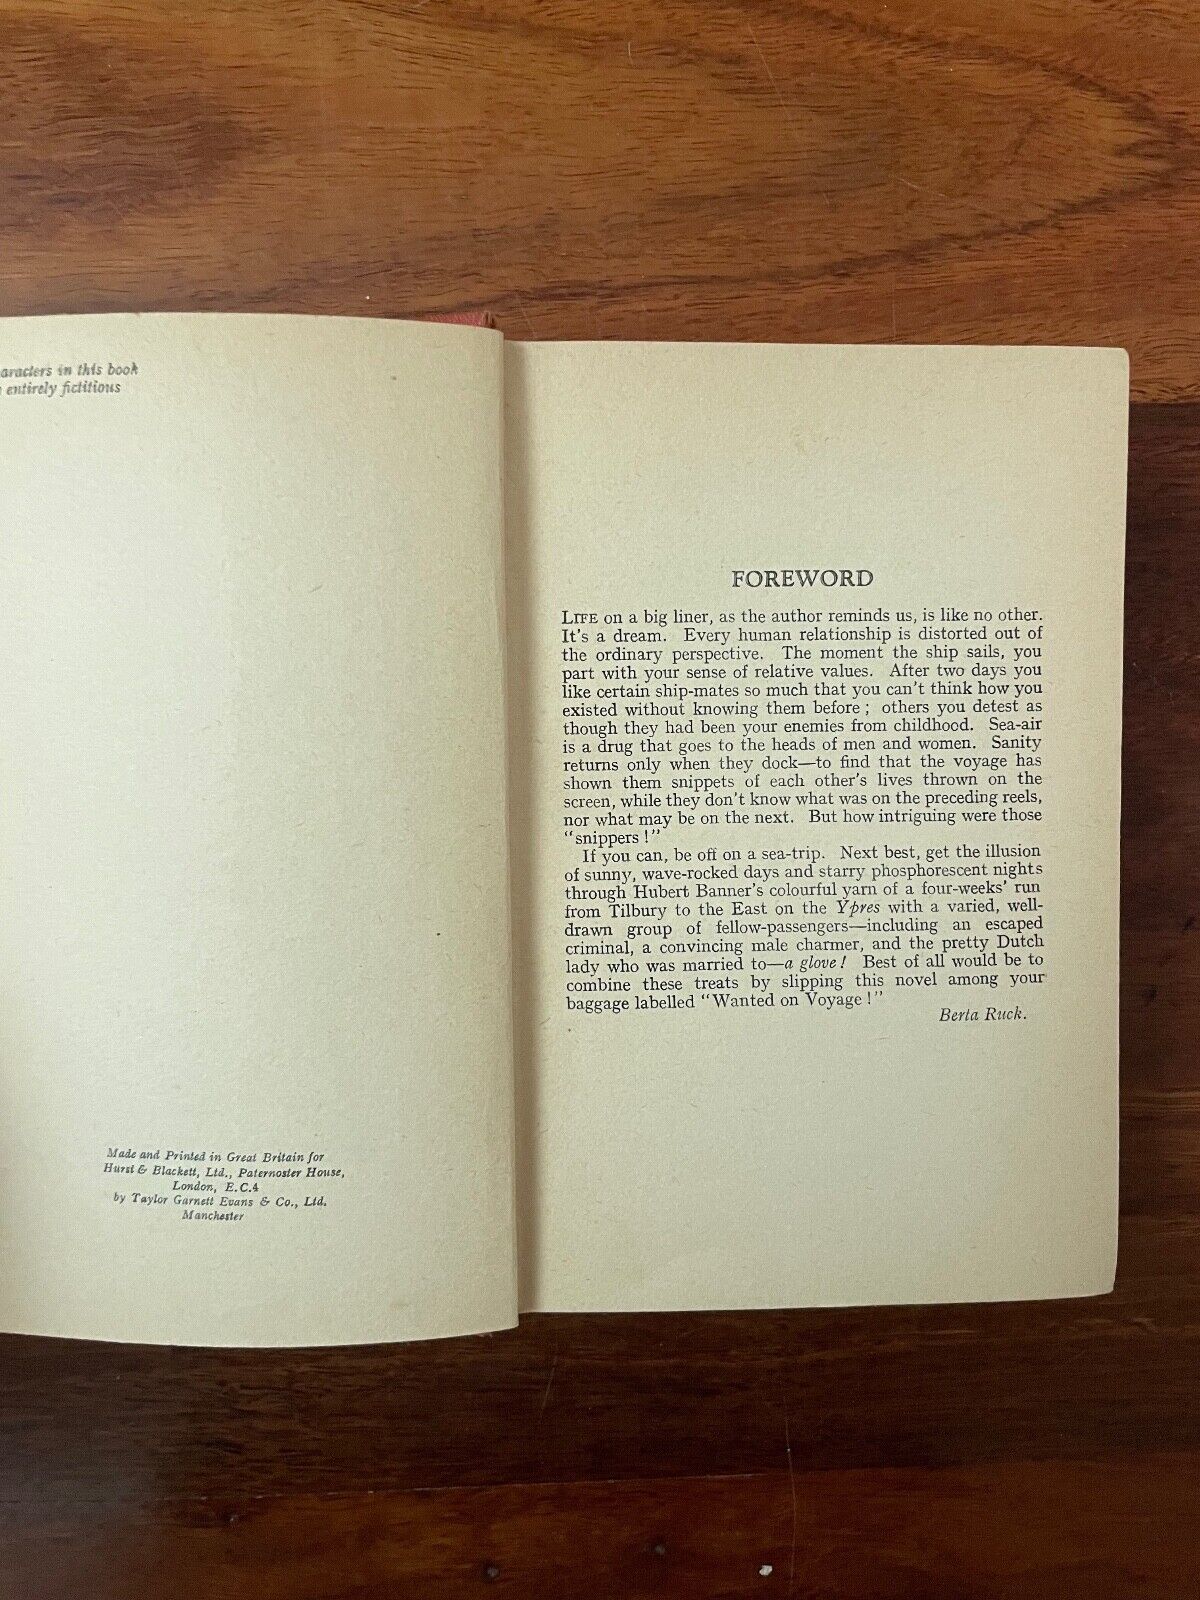 aracters in this book
entirely fictitious
Made and Printed in Great Britain for
Hurst & Blackett, Ltd., Paternoster House,
London, E.C.4
by Taylor Garnett Evans & Co., Ltd.
Manchester
FOREWORD
LIFE on a big liner, as the author reminds us, is like no other.
It's a dream. Every human relationship is distorted out of
the ordinary perspective. The moment the ship sails, you
part with your sense of relative values. After two days you
like certain ship-mates so much that you can't think how you
existed without knowing them before; others you detest as
though they had been your enemies from childhood. Sea-air
is a drug that goes to the heads of men and women. Sanity
returns only when they dock—to find that the voyage has
shown them snippets of each other's lives thrown on the
screen, while they don't know what was on the preceding reels,
nor what may be on the next. But how intriguing were those
"snippers!"
If you can, be off on a sea-trip. Next best, get the illusion
of sunny, wave-rocked days and starry phosphorescent nights
through Hubert Banner's colourful yarn of a four-weeks' run
from Tilbury to the East on the Ypres with a varied, well-
drawn group of fellow-passengers—including an escaped
criminal, a convincing male charmer, and the pretty Dutch
lady who was married to—a glove! Best of all would be to
combine these treats by slipping this novel among your
baggage labelled "Wanted on Voyage!"
Berta Ruck.